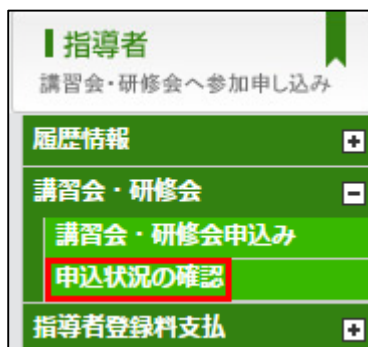 指導者
講習会・研修会へ参加申し込み
履歴情報
講習会・研修会
講習会・研修会申込み
申込状況の確認
指導者登録料支払